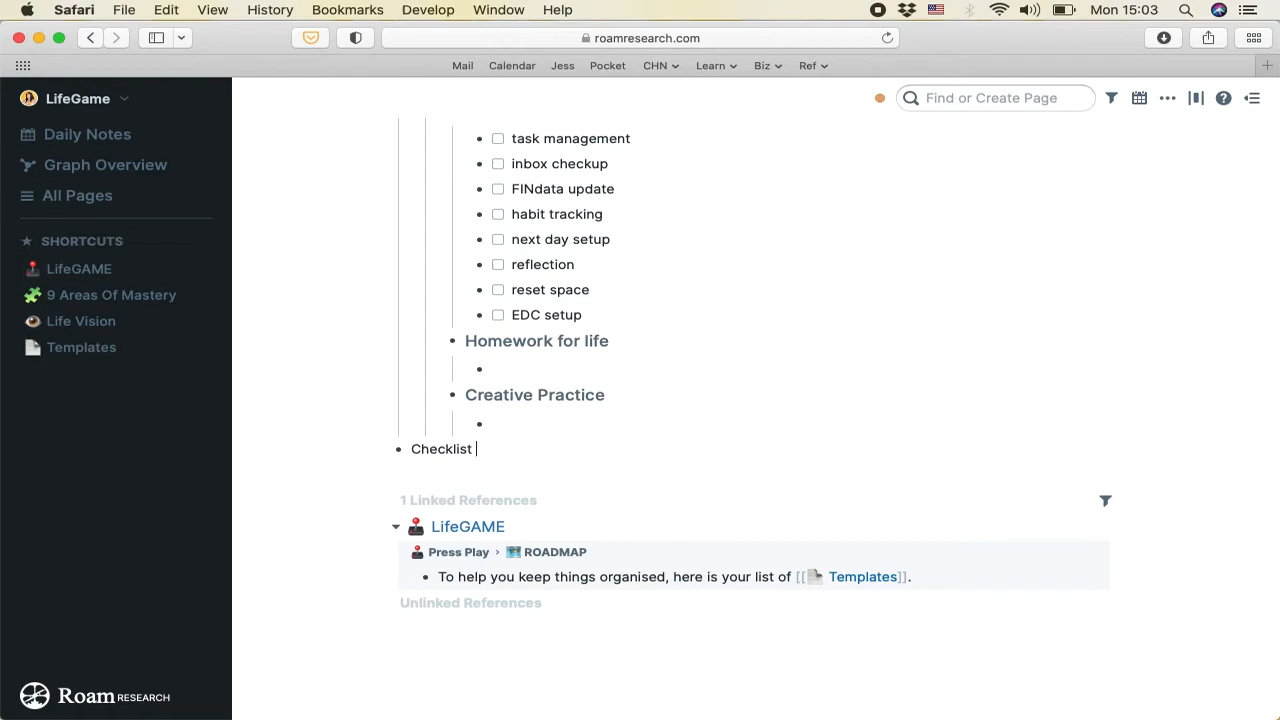 Safari File Edit View History Bookmarks Develop Window Help Mon 15:03
roamresearch.com
Mail Calendar Jess Pocket CHN Learn Biz Ref
LifeGame
Find or Create Page
Daily Notes
Graph Overview
All Pages
SHORTCUTS
LifeGAME
9 Areas Of Mastery
Life Vision
Templates
task management
inbox checkup
FINdata update
habit tracking
next day setup
reflection
reset space
EDC setup
Homework for life
Creative Practice
Checklist
1 Linked References
LifeGAME
Press Play › ROADMAP
To help you keep things organised, here is your list of [[ Templates]].
Unlinked References
Roam RESEARCH